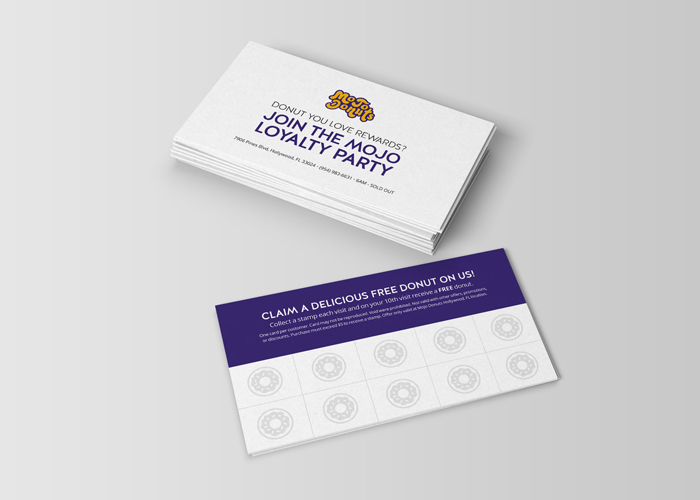 MoJo
DoNuts
DONUT YOU LOVE REWARDS?
JOIN THE MOJO
LOYALTY PARTY
7906 Pines Blvd, Hollywood, FL 33024 • (954) 983-6631 • 6AM - SOLD OUT
CLAIM A DELICIOUS FREE DONUT ON US!
Collect a stamp each visit and on your 10th visit receive a FREE donut.
One card per customer. Card may not be reproduced. Void were prohibited. Not valid with other offers, promotions,
or discounts. Purchase must exceed $5 to receive a stamp. Offer only valid at Mojo Donuts Hollywood, FL location.